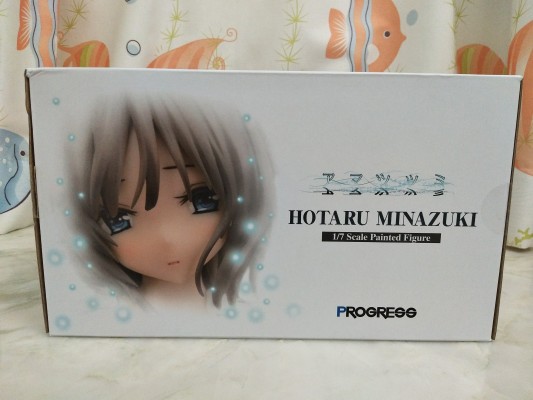 アマツツミ
HOTARU MINAZUKI
1/7 Scale Painted Figure
PROGRESS